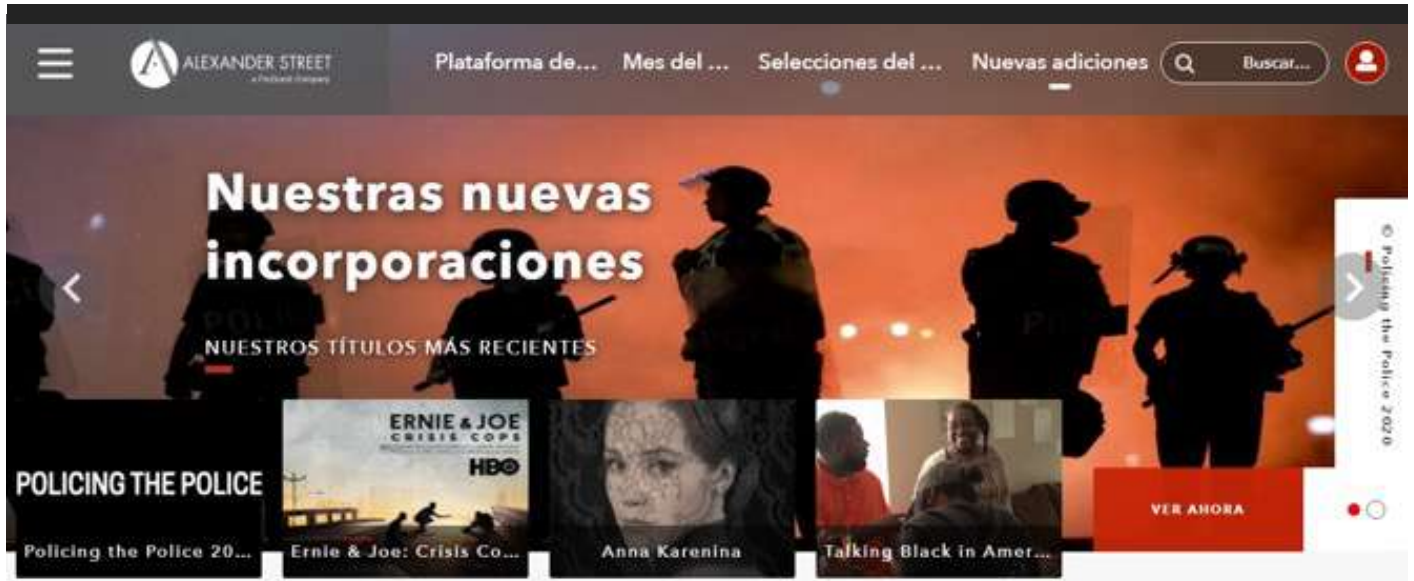 ALEXANDER STREET
a ProQuest Company
Plataforma de...
Mes del ...
Selecciones del ...
Nuevas adiciones
Buscar...
Nuestras nuevas
incorporaciones
NUESTROS TÍTULOS MÁS RECIENTES
© Policing the Police 2020
POLICING THE POLICE
Policing the Police 20...
ERNIE & JOE
CRISIS COPS
HBO
Ernie & Joe: Crisis Co...
Anna Karenina
Talking Black in Amer...
VER AHORA